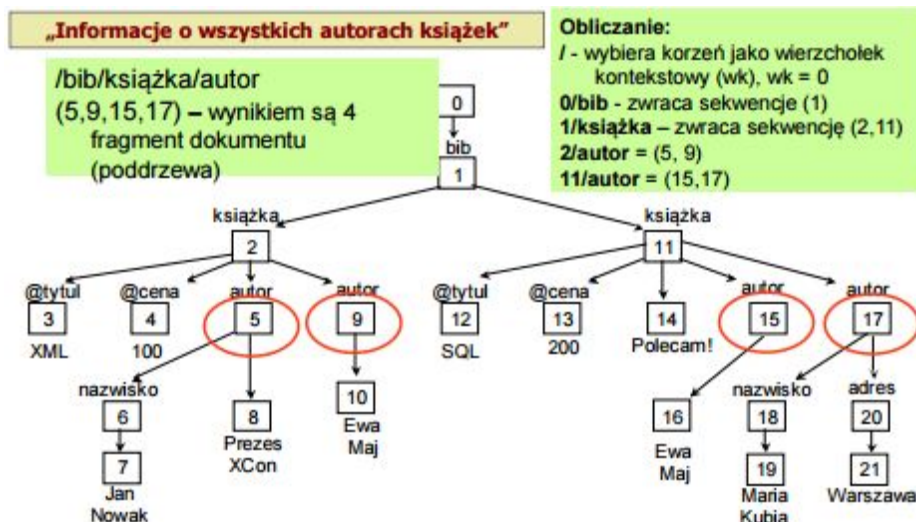 „Informacje o wszystkich autorach książek”
/bib/książka/autor
(5,9,15,17) – wynikiem są 4
fragment dokumentu
(poddrzewa)
Obliczanie:
/ - wybiera korzeń jako wierzchołek
kontekstowy (wk), wk = 0
0/bib - zwraca sekwencje (1)
1/książka – zwraca sekwencję (2,11)
2/autor = (5, 9)
11/autor = (15,17)
0
bib
1
książka książka
2 11
@tytul @cena autor autor @tytul @cena autor autor
3 4 5 9 12 13 14 15 17
XML 100 SQL 200 Polecam!
nazwisko nazwisko adres
6 8 10 16 18 20
Prezes
XCon
Ewa
Maj
Ewa
Maj
7 19 21
Jan
Nowak
Maria
Kubia
Warszawa